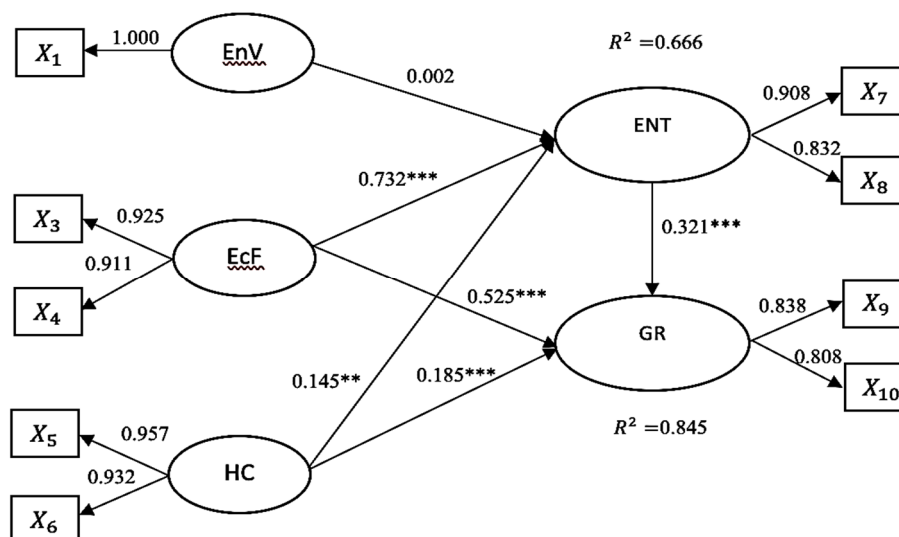 X₁
1.000
EnV
0.002
R² =0.666
ENT
0.908
X₇
0.832
X₈
X₃
0.925
0.911
X₄
EcF
0.732***
0.321***
0.525***
GR
0.838
X₉
0.808
X₁₀
R² =0.845
0.145**
0.185***
X₅
0.957
0.932
X₆
HC